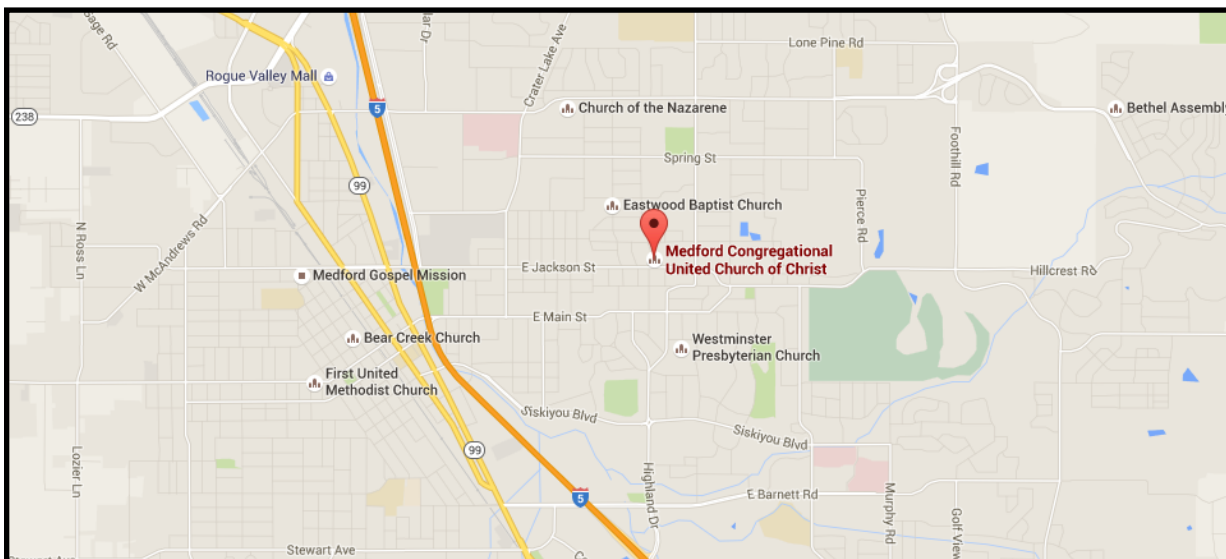 Sage Rd
Lone Pine Rd
Crater Lake Ave
Rogue Valley Mall
5
238
Church of the Nazarene
Bethel Assembly
Foothill Rd
Spring St
99
Pierce Rd
Eastwood Baptist Church
N Ross Ln
W McAndrews Rd
Medford Congregational
United Church of Christ
E Jackson St
Medford Gospel Mission
Hillcrest Rd
E Main St
Bear Creek Church
Westminster
Presbyterian Church
First United
Methodist Church
Siskiyou Blvd
Siskiyou Blvd
99
Lozier Ln
Highland Dr
5
E Barnett Rd
Murphy Rd
Golf View
Stewart Ave